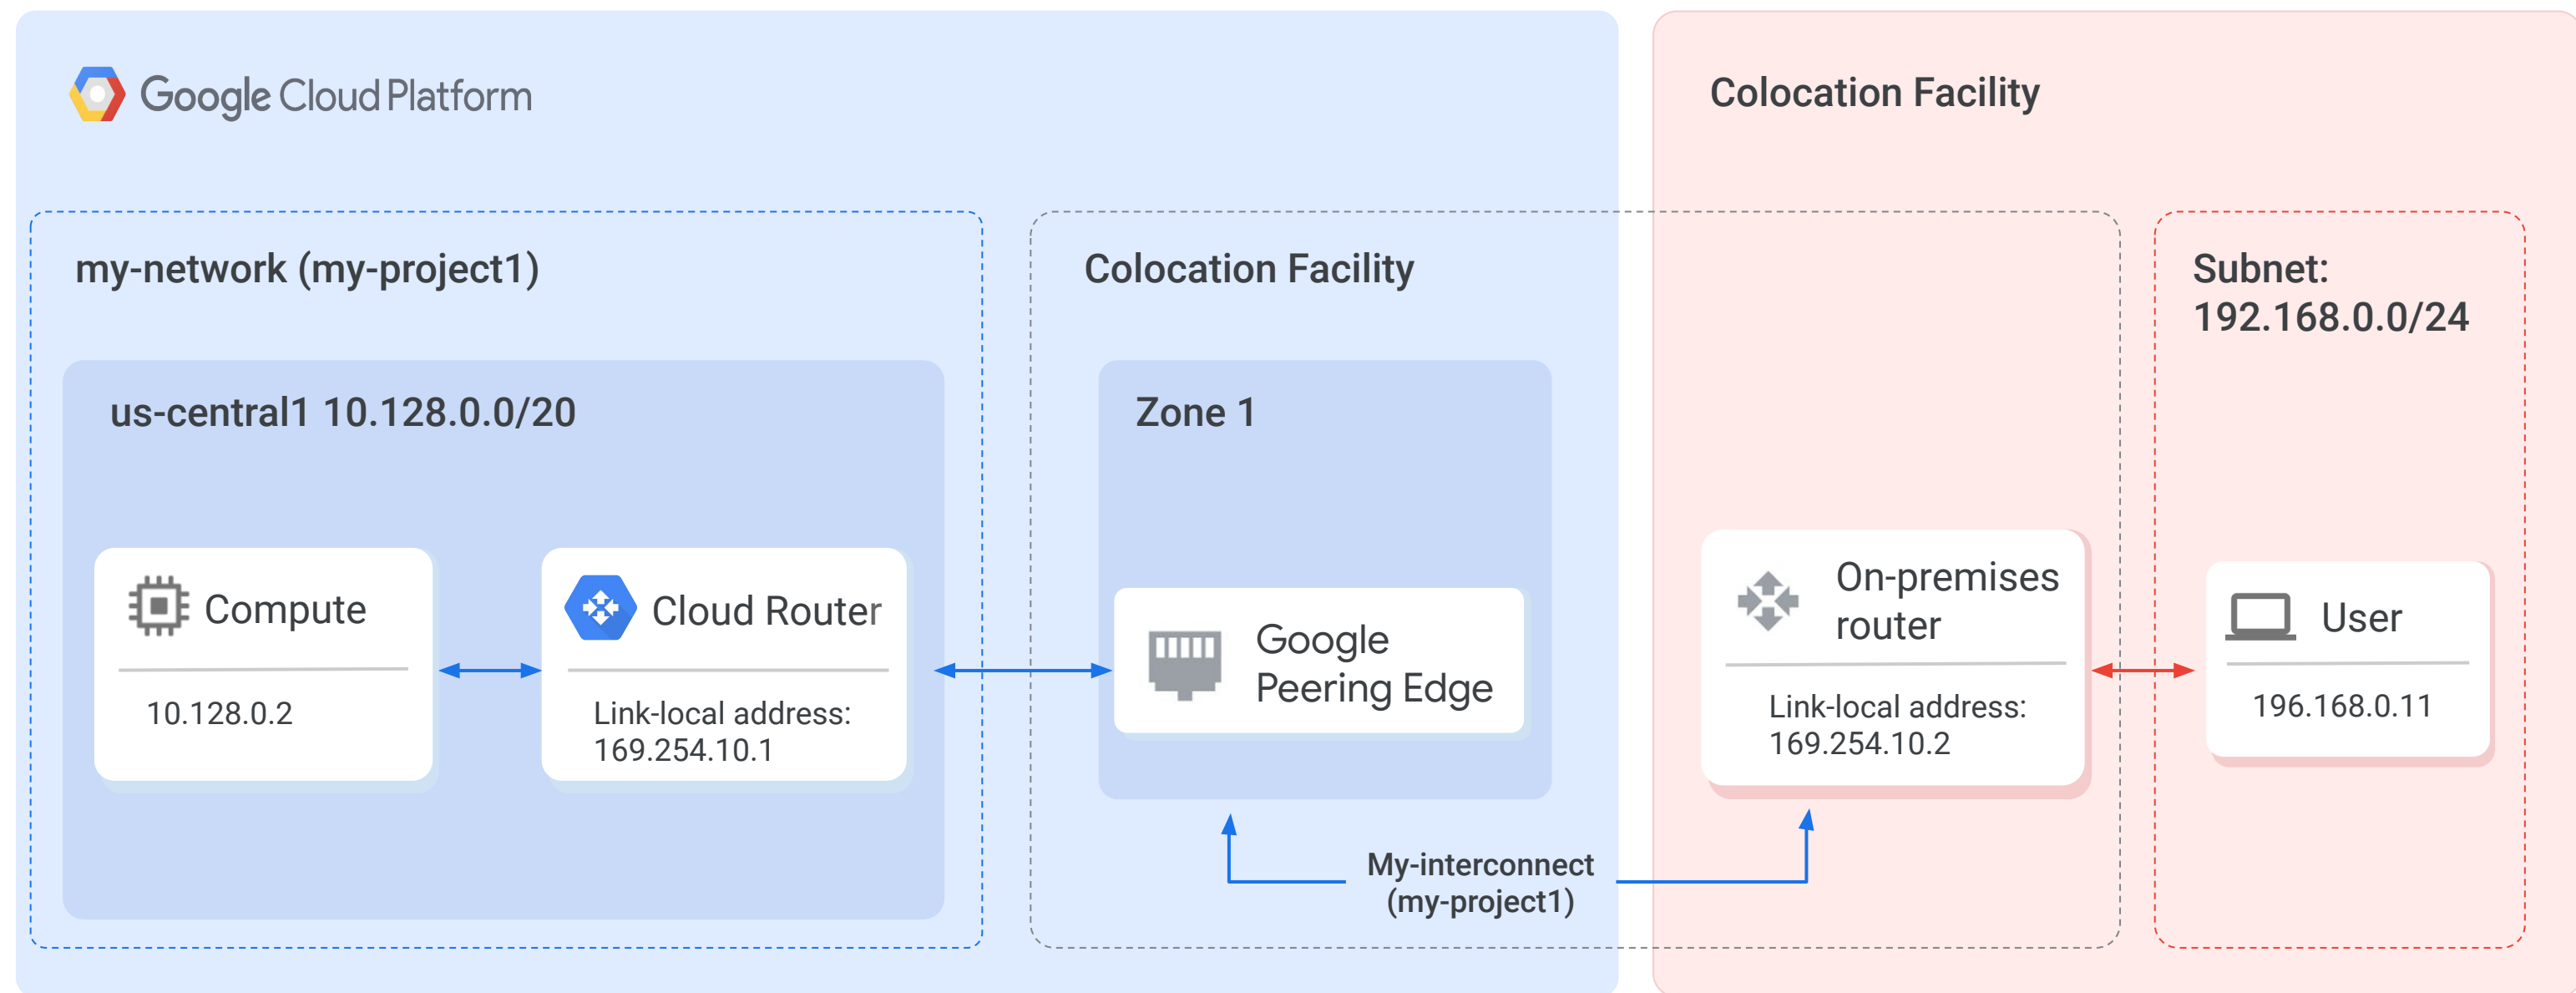 Google Cloud Platform
Colocation Facility
my-network (my-project1)
Colocation Facility
Subnet:
192.168.0.0/24
us-central1 10.128.0.0/20
Zone 1
Compute
10.128.0.2
Cloud Router
Link-local address:
169.254.10.1
Google
Peering Edge
On-premises
router
Link-local address:
169.254.10.2
User
196.168.0.11
My-interconnect
(my-project1)